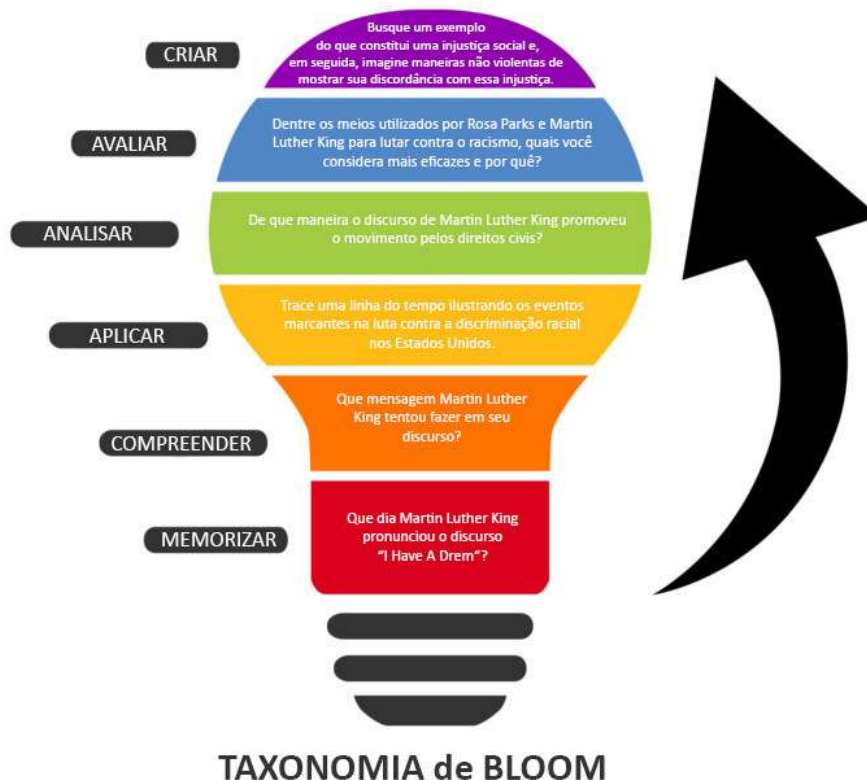 CRIAR
Busque um exemplo
do que constitui uma injustiça social e,
em seguida, imagine maneiras não violentas de
mostrar sua discordância com essa injustiça.
AVALIAR
Dentre os meios utilizados por Rosa Parks e Martin
Luther King para lutar contra o racismo, quais você
considera mais eficazes e por quê?
ANALISAR
De que maneira o discurso de Martin Luther King promoveu
o movimento pelos direitos civis?
APLICAR
Trace uma linha do tempo ilustrando os eventos
marcantes na luta contra a discriminação racial
nos Estados Unidos.
COMPREENDER
Que mensagem Martin Luther
King tentou fazer em seu
discurso?
MEMORIZAR
Que dia Martin Luther King
pronunciou o discurso
“I Have A Drem”?
TAXONOMIA de BLOOM